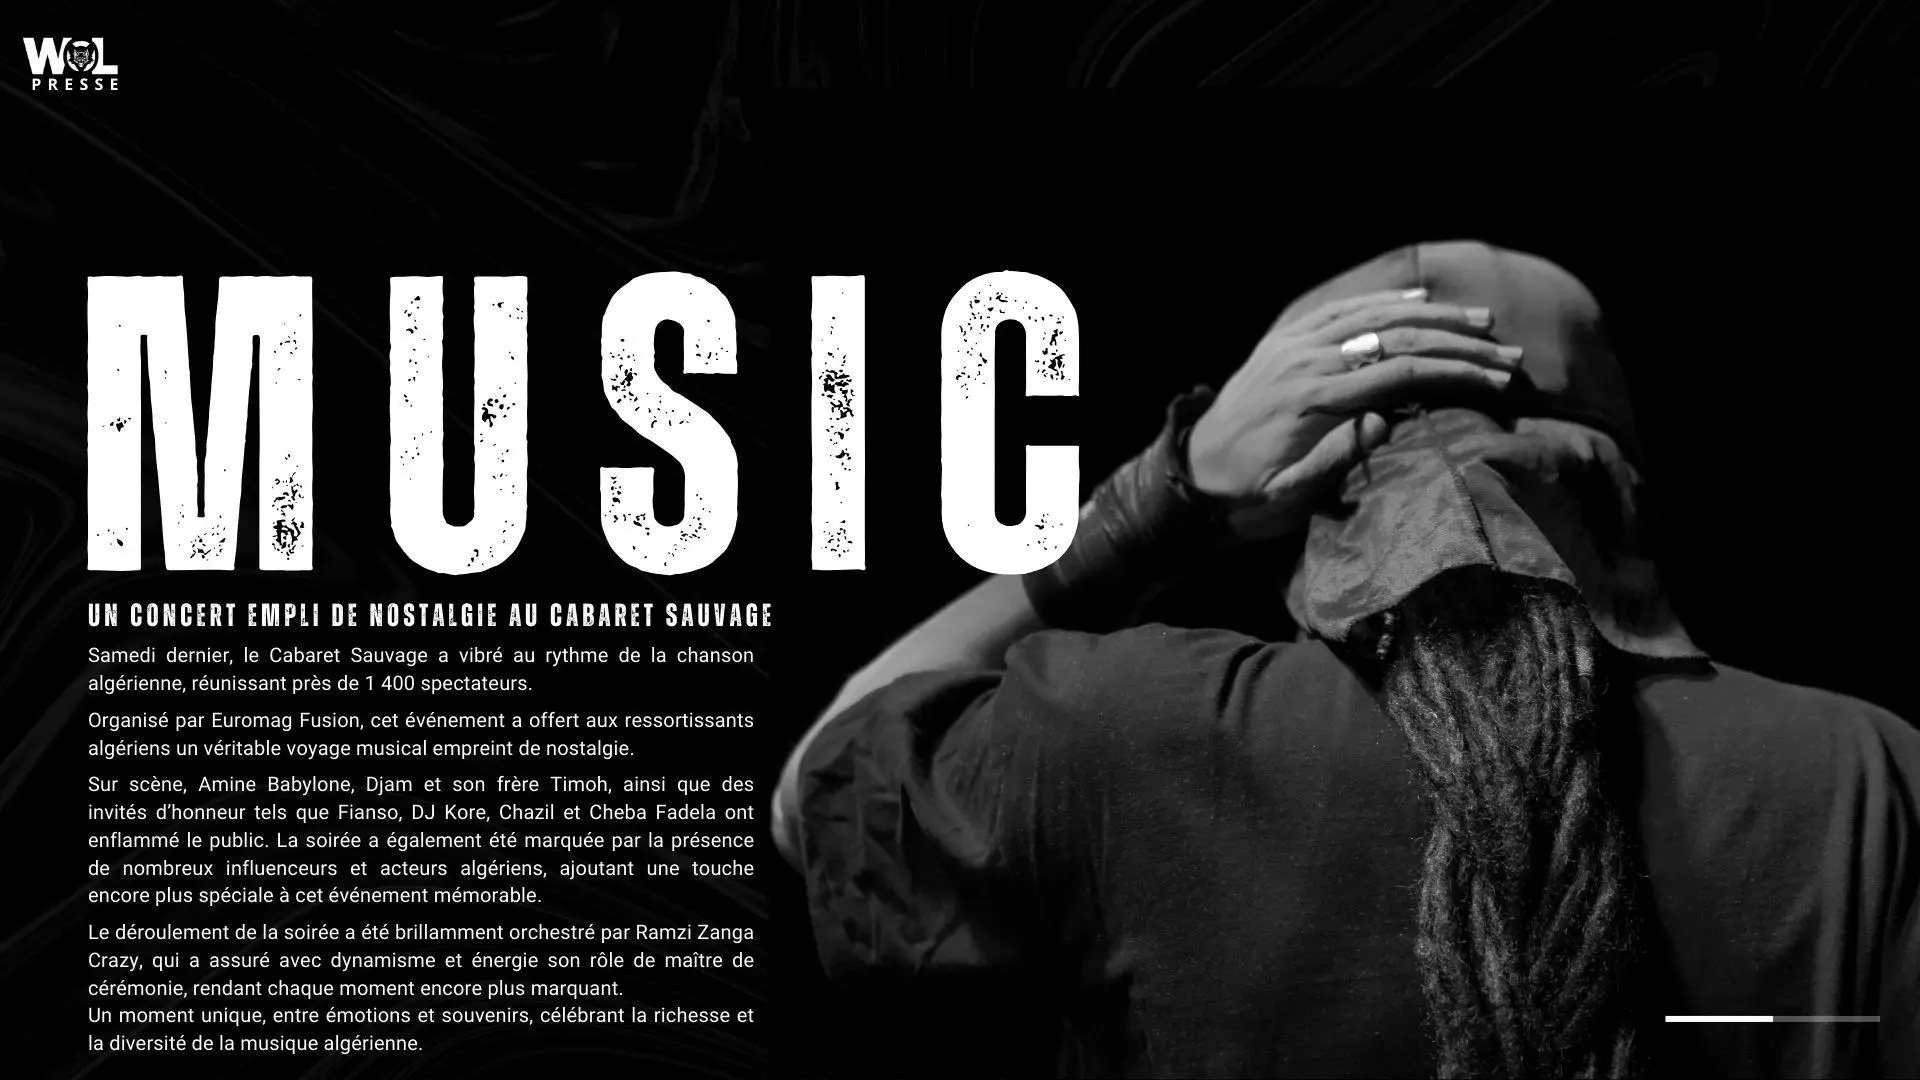 WOL
PRESSE
MUSIC
UN CONCERT EMPLI DE NOSTALGIE AU CABARET SAUVAGE
Samedi dernier, le Cabaret Sauvage a vibré au rythme de la chanson
algérienne, réunissant près de 1 400 spectateurs.
Organisé par Euromag Fusion, cet événement a offert aux ressortissants
algériens un véritable voyage musical empreint de nostalgie.
Sur scène, Amine Babylone, Djam et son frère Timoh, ainsi que des
invités d’honneur tels que Fianso, DJ Kore, Chazil et Cheba Fadela ont
enflammé le public. La soirée a également été marquée par la présence
de nombreux influenceurs et acteurs algériens, ajoutant une touche
encore plus spéciale à cet événement mémorable.
Le déroulement de la soirée a été brillamment orchestré par Ramzi Zanga
Crazy, qui a assuré avec dynamisme et énergie son rôle de maître de
cérémonie, rendant chaque moment encore plus marquant.
Un moment unique, entre émotions et souvenirs, célébrant la richesse et
la diversité de la musique algérienne.